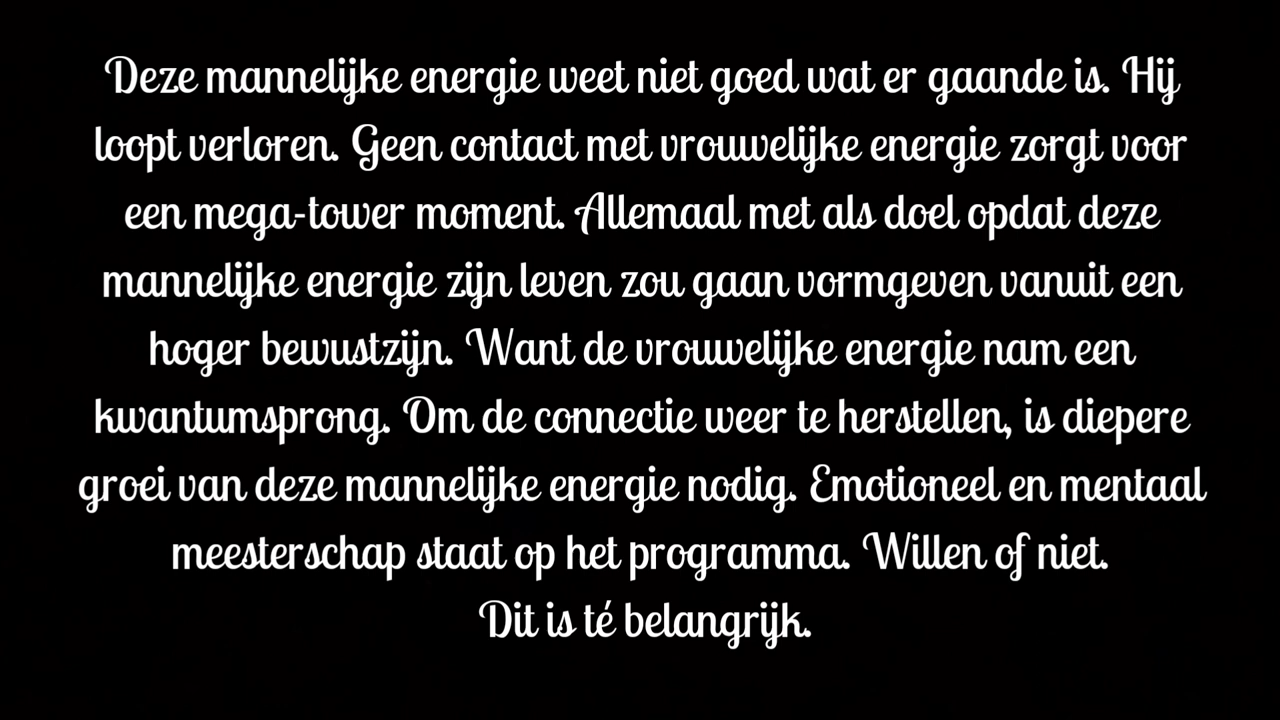 Deze mannelijke energie weet niet goed wat er gaande is. Hij
loopt verloren. Geen contact met vrouwelijke energie zorgt voor
een mega-tower moment. Allemaal met als doel opdat deze
mannelijke energie zijn leven zou gaan vormgeven vanuit een
hoger bewustzijn. Want de vrouwelijke energie nam een
kwantumsprong. Om de connectie weer te herstellen, is diepere
groei van deze mannelijke energie nodig. Emotioneel en mentaal
meesterschap staat op het programma. Willen of niet.
Dit is té belangrijk.